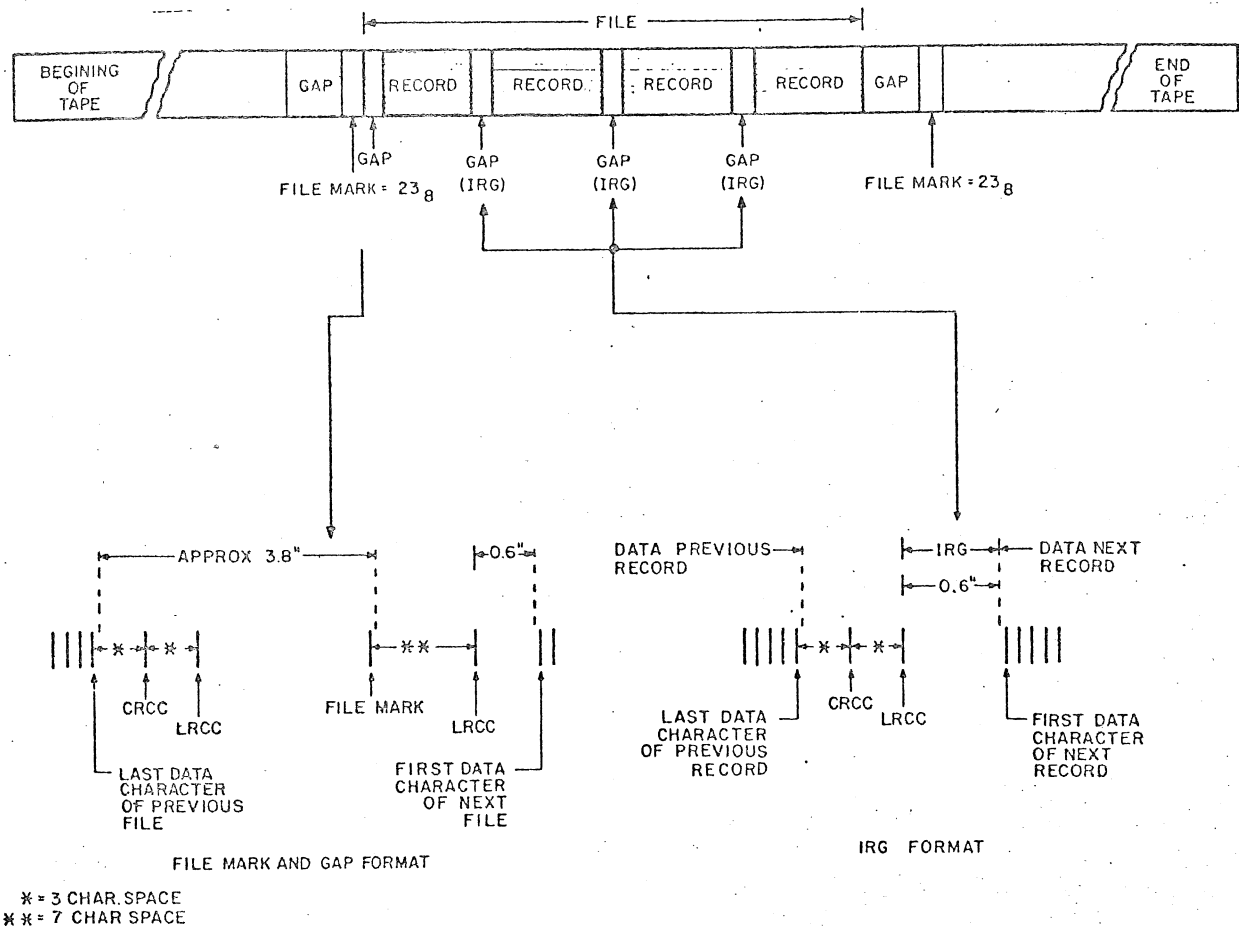 FILE
BEGINING
OF
TAPE
GAP
RECORD
RECORD
RECORD
RECORD
GAP
END
OF
TAPE
GAP
FILE MARK = 23₈
GAP
(IRG)
GAP
(IRG)
GAP
(IRG)
FILE MARK = 23₈
APPROX 3.8"
0.6"
* *
**
CRCC
LRCC
FILE MARK
LRCC
LAST DATA
CHARACTER
OF PREVIOUS
FILE
FIRST DATA
CHARACTER
OF NEXT
FILE
FILE MARK AND GAP FORMAT
DATA PREVIOUS
RECORD
IRG
DATA NEXT
RECORD
0.6"
* *
CRCC
LRCC
LAST DATA
CHARACTER
OF PREVIOUS
RECORD
FIRST DATA
CHARACTER
OF NEXT
RECORD
IRG FORMAT
* = 3 CHAR. SPACE
** = 7 CHAR SPACE